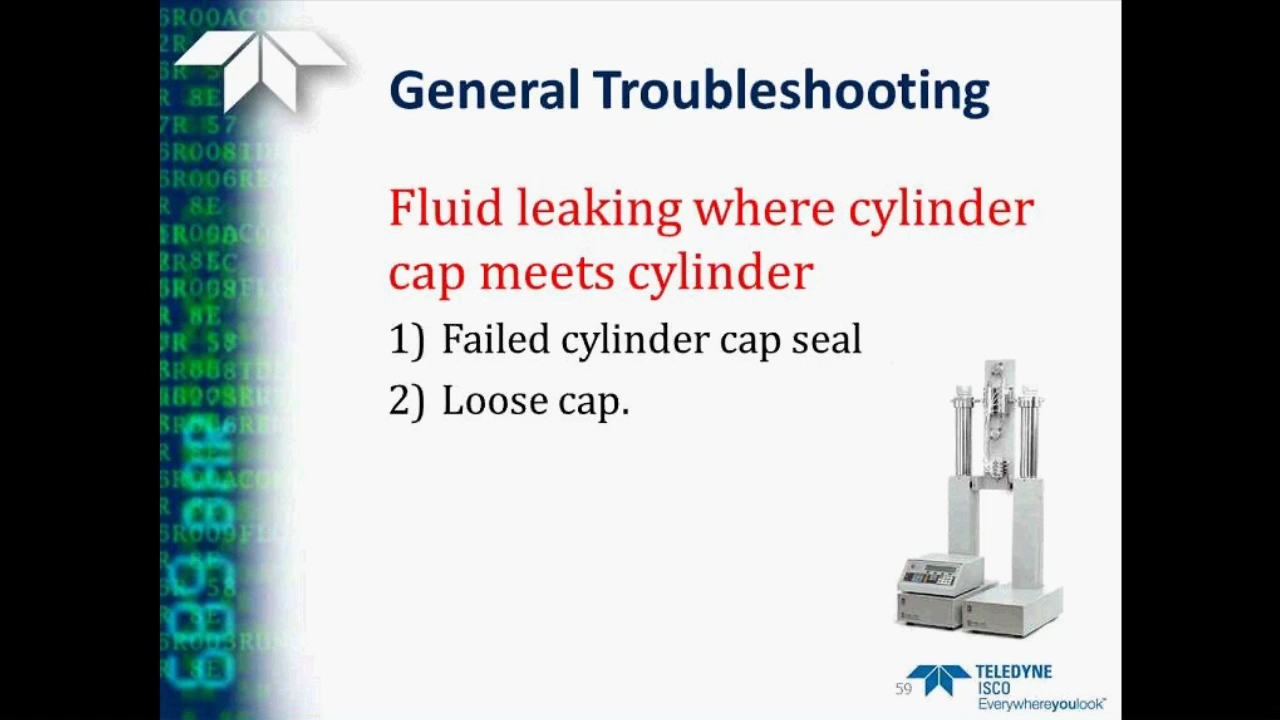 General Troubleshooting
Fluid leaking where cylinder
cap meets cylinder
1) Failed cylinder cap seal
2) Loose cap.
59
TELEDYNE
ISCO
Everywhereyoulook™